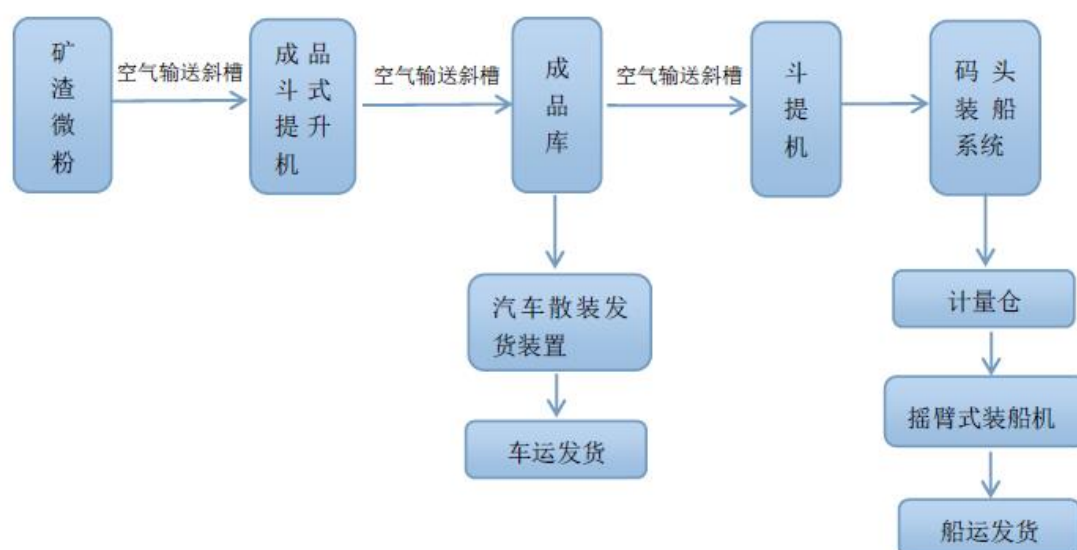 矿
渣
微
粉
空气输送斜槽
成品
斗式
提升
机
空气输送斜槽
成
品
库
空气输送斜槽
斗
提
机
码头
装船
系统
汽车散装发
货装置
车运发货
计量仓
摇臂式装船机
船运发货